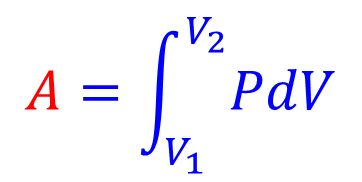 A = ∫_{V_1}^{V_2} PdV